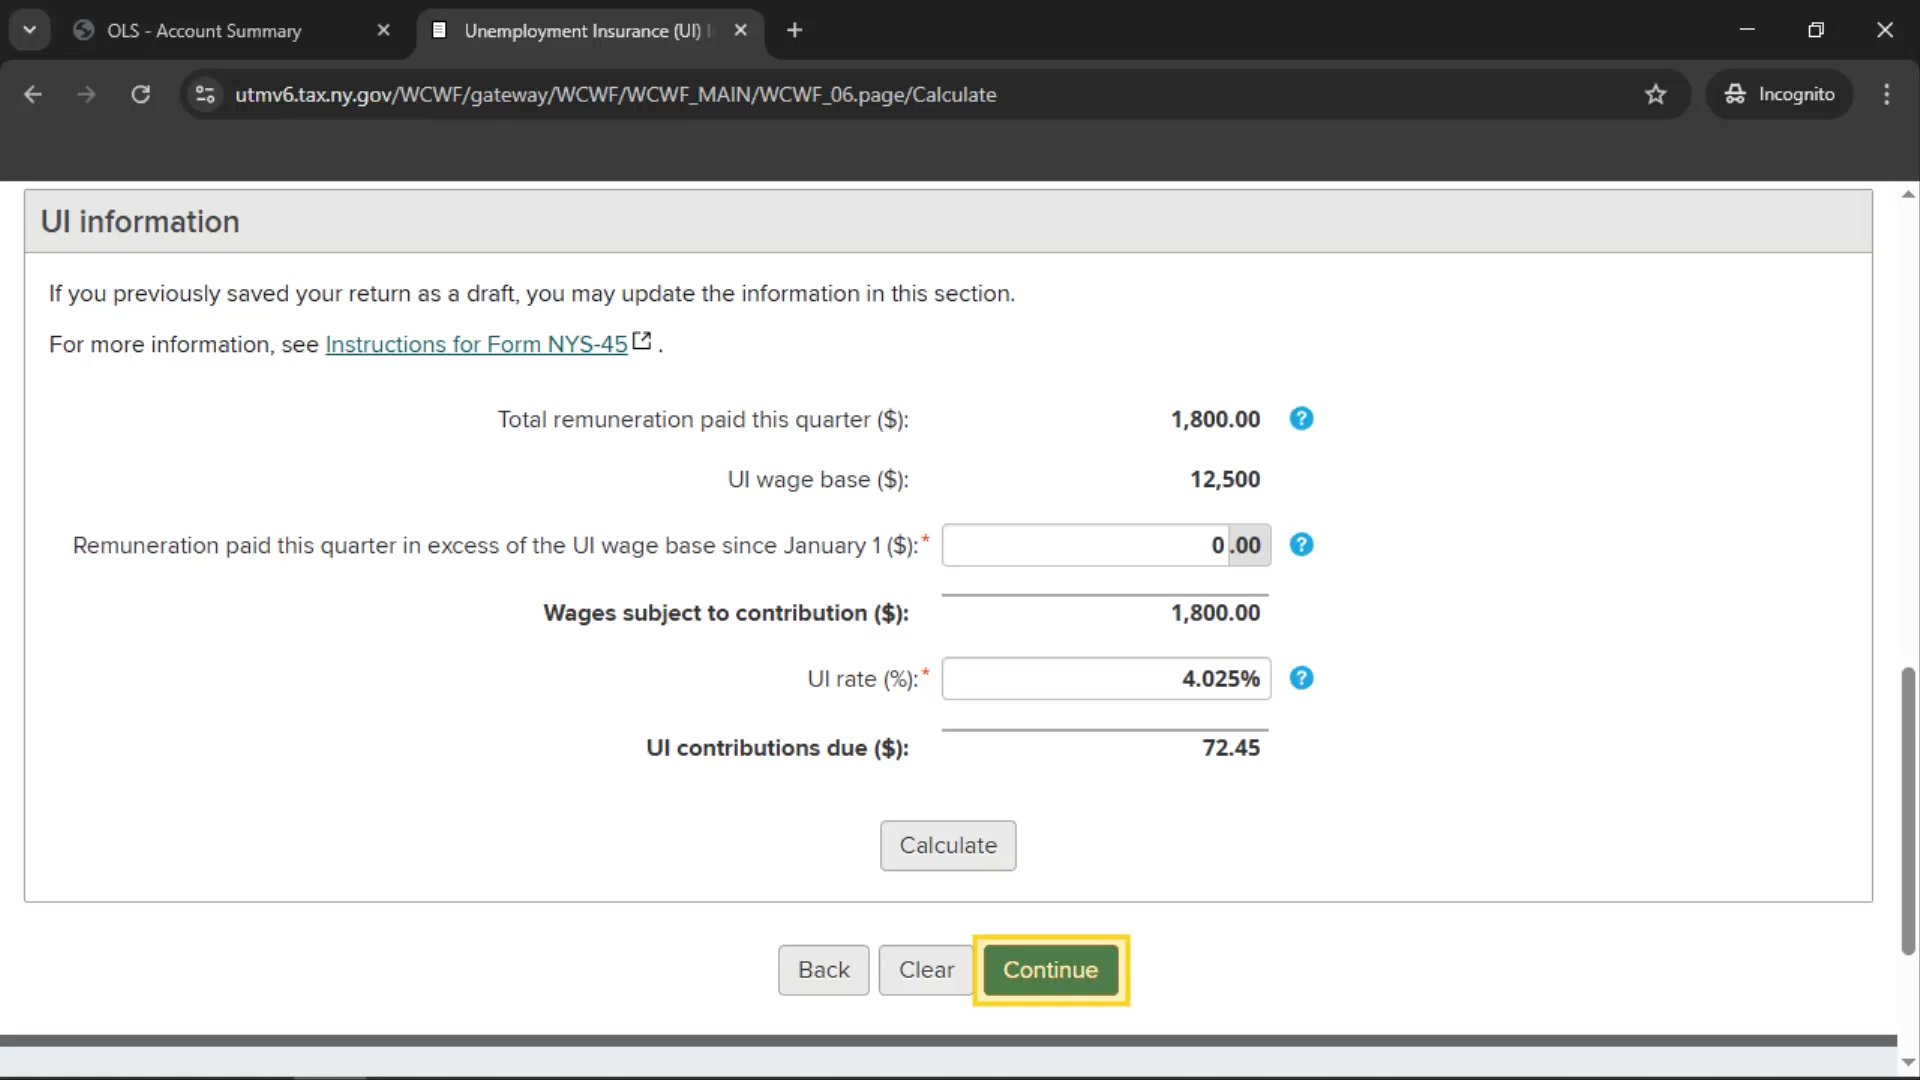 OLS - Account Summary
Unemployment Insurance (UI)
utmv6.tax.ny.gov/WCWF/gateway/WCWF/WCWF_MAIN/WCWF_06.page/Calculate
Incognito
UI information
If you previously saved your return as a draft, you may update the information in this section.
For more information, see Instructions for Form NYS-45 .
Total remuneration paid this quarter ($): 1,800.00 ?
UI wage base ($): 12,500
Remuneration paid this quarter in excess of the UI wage base since January 1 ($):* 0 .00 ?
Wages subject to contribution ($): 1,800.00
UI rate (%):* 4.025% ?
UI contributions due ($): 72.45
Calculate
Back Clear Continue